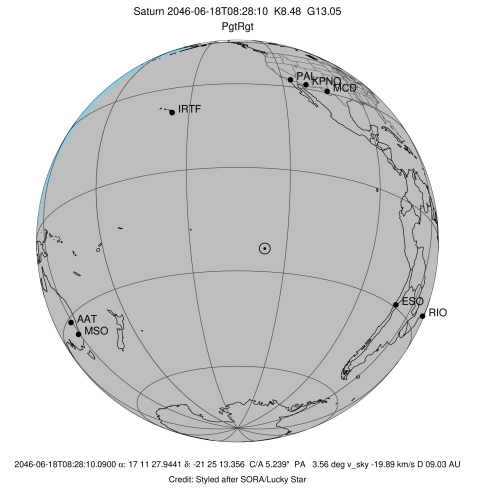 Saturn 2046-06-18T08:28:10 K8.48 G13.05
PgtRgt
PAL
KPNO
MCD
IRTF
ESO
RIO
AAT
MSO
2046-06-18T08:28:10.0900 α: 17 11 27.9441 δ: -21 25 13.356 C/A 5.239" PA 3.56 deg v_sky -19.89 km/s D 09.03 AU
Credit: Styled after SORA/Lucky Star